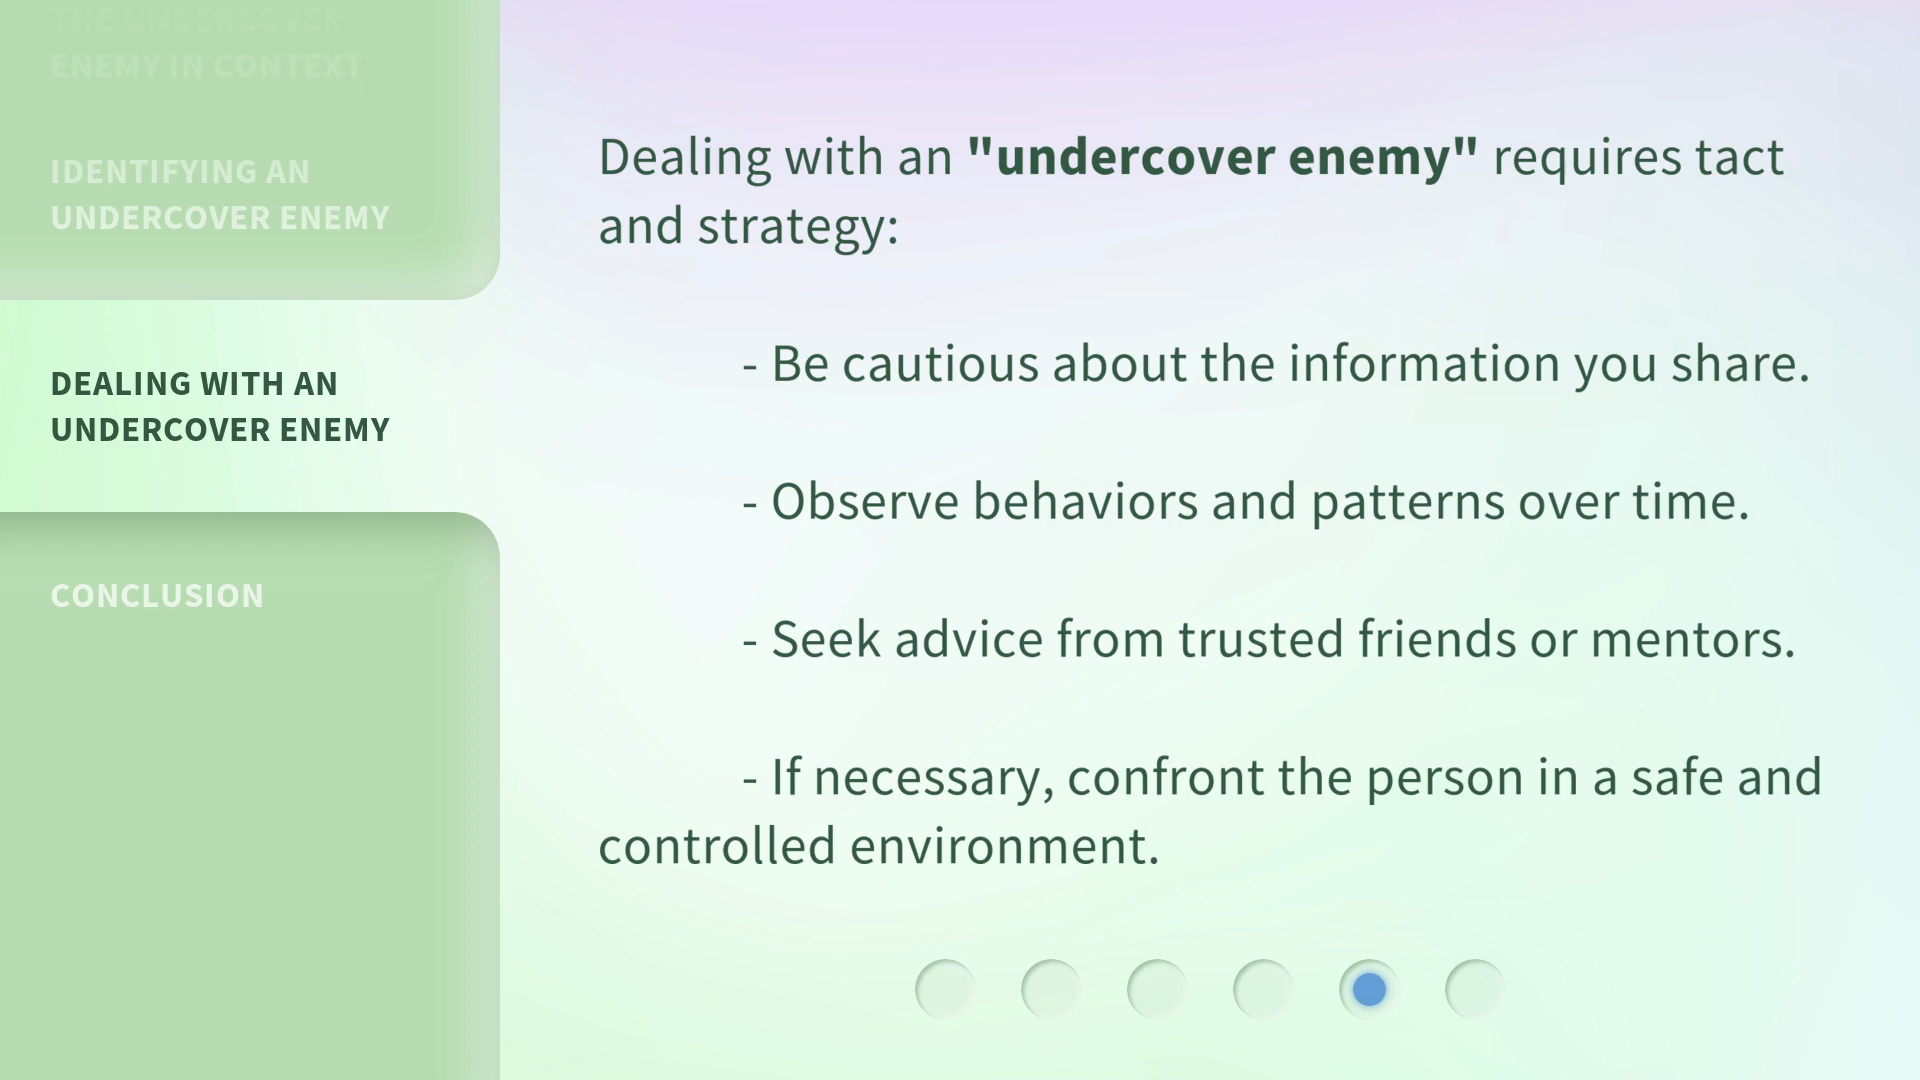 THE UNDERCOVER
ENEMY IN CONTEXT
IDENTIFYING AN
UNDERCOVER ENEMY
DEALING WITH AN
UNDERCOVER ENEMY
CONCLUSION
Dealing with an "undercover enemy" requires tact
and strategy:
- Be cautious about the information you share.
- Observe behaviors and patterns over time.
- Seek advice from trusted friends or mentors.
- If necessary, confront the person in a safe and
controlled environment.